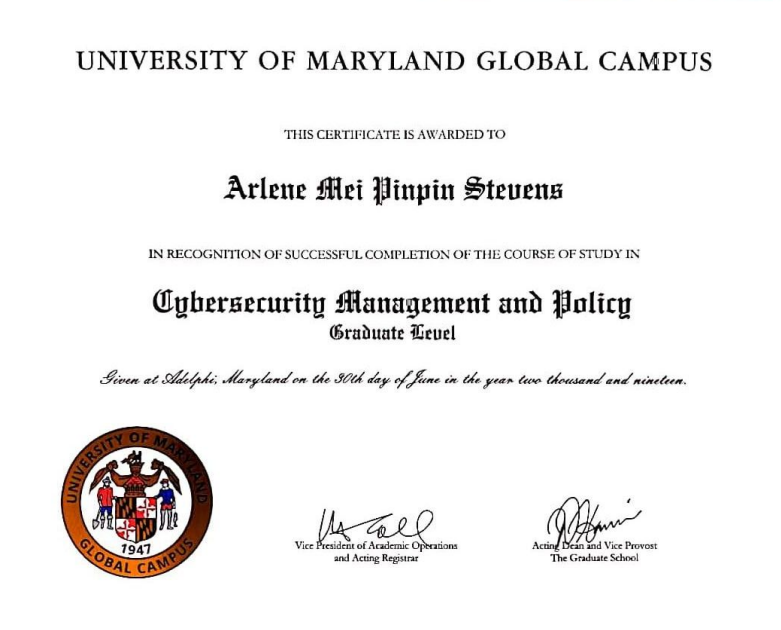 UNIVERSITY OF MARYLAND GLOBAL CAMPUS
THIS CERTIFICATE IS AWARDED TO
Arlene Mei Pinpin Stevens
IN RECOGNITION OF SUCCESSFUL COMPLETION OF THE COURSE OF STUDY IN
Cybersecurity Management and Policy
Graduate Level
Given at Adelphi, Maryland on the 30th day of June in the year two thousand and nineteen.
UNIVERSITY OF MARYLAND
1947
GLOBAL CAMPUS
Vice President of Academic Operations
and Acting Registrar
Acting Dean and Vice Provost
The Graduate School